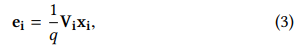 e_i = \frac{1}{q} V_i x_i, (3)